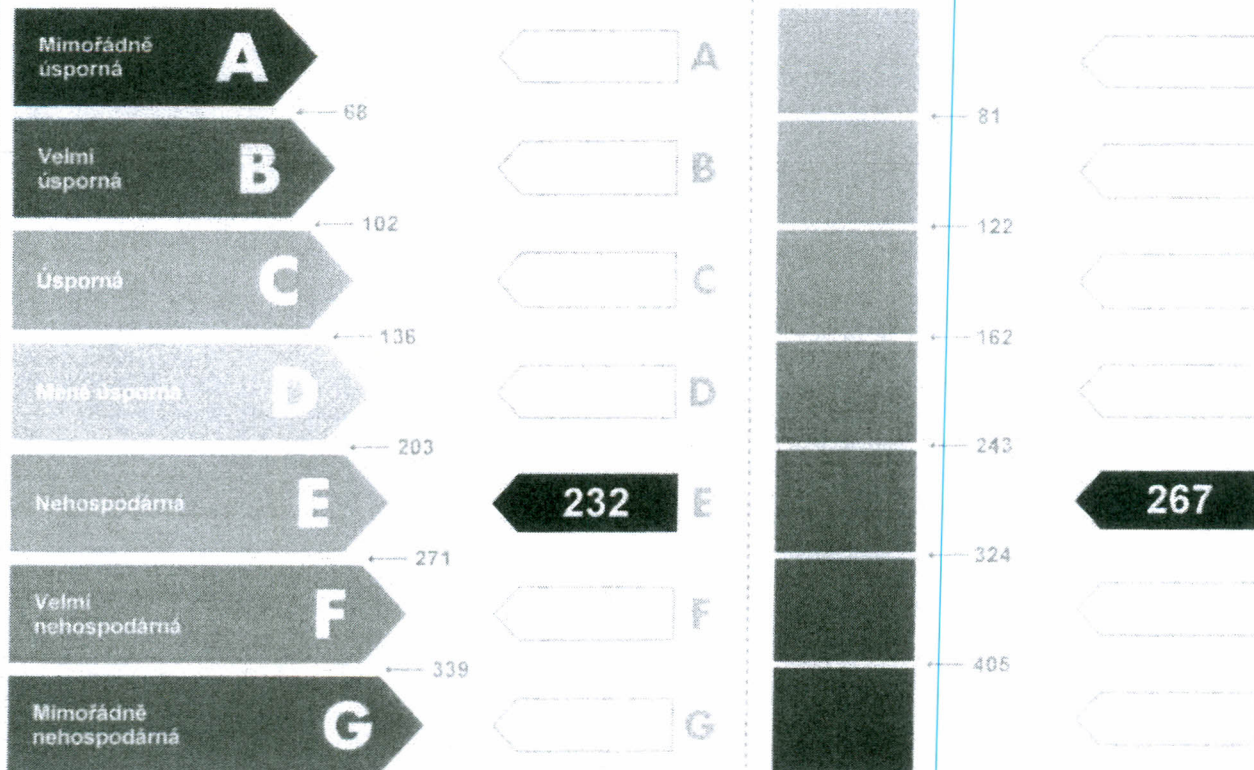 Mimořádně
úsporná
A
A
68
81
Velmi
úsporná
B
B
102
122
Úsporná
C
C
136
162
Méně úsporná
D
D
203
243
Nehospodárna
E
232
E
267
271
324
Velmi
nehospodárná
F
F
339
405
Mimořádně
nehospodárná
G
G